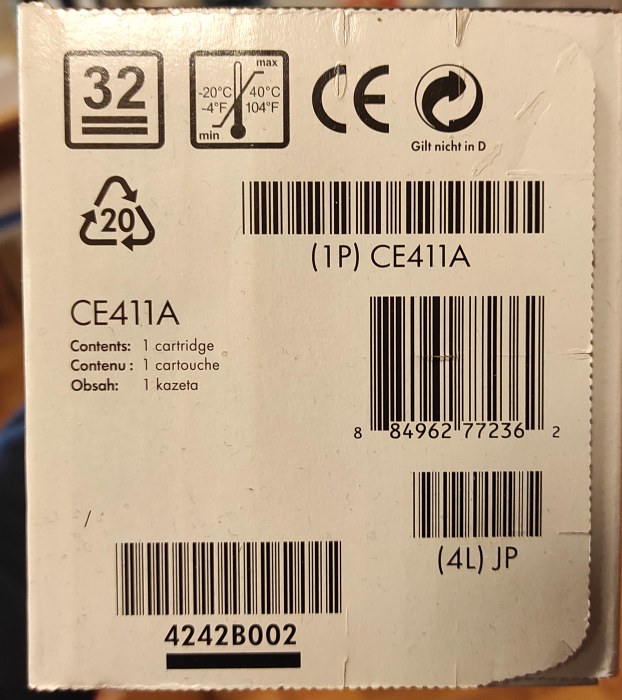 32
max
-20°C 40°C
-4°F 104°F
min
CE
Gilt nicht in D
20
(1P) CE411A
CE411A
Contents: 1 cartridge
Contenu : 1 cartouche
Obsah: 1 kazeta
8 84962 77236 2
(4L) JP
4242B002